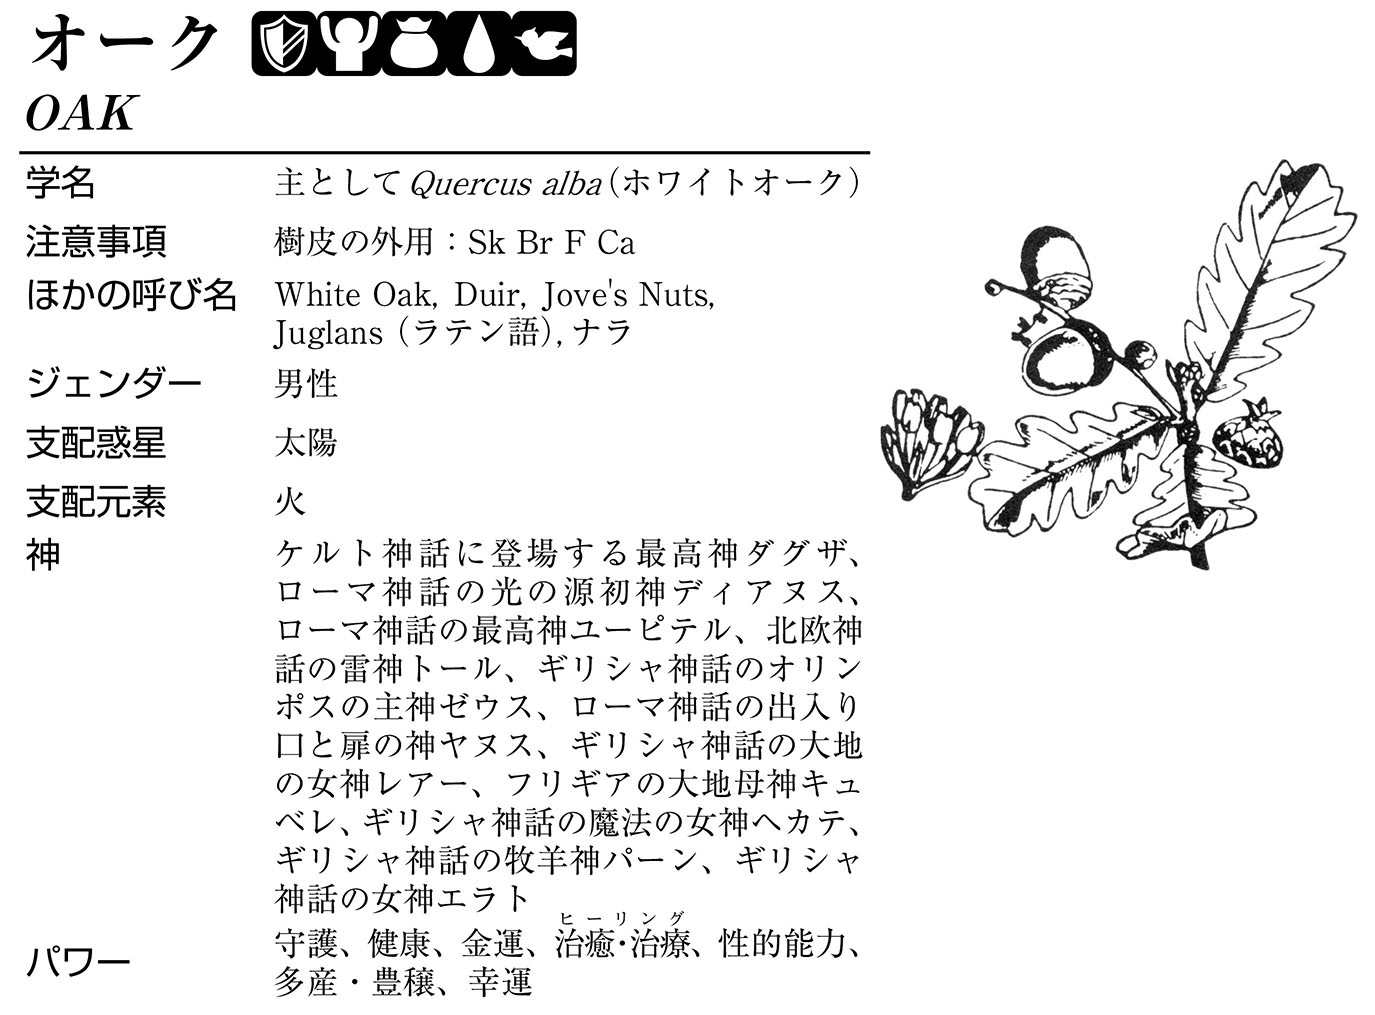 オーク
OAK
学名 主としてQuercus alba(ホワイトオーク)
注意事項 樹皮の外用：Sk Br F Ca
ほかの呼び名 White Oak, Duir, Jove's Nuts,
Juglans（ラテン語）, ナラ
ジェンダー 男性
支配惑星 太陽
支配元素 火
神 ケルト神話に登場する最高神ダグザ、
ローマ神話の光の源初神ディアヌス、
ローマ神話の最高神ユーピテル、北欧神
話の雷神トール、ギリシャ神話のオリン
ポスの主神ゼウス、ローマ神話の出入り
口と扉の神ヤヌス、ギリシャ神話の大地
の女神レアー、フリギアの大地母神キュ
ベレ、ギリシャ神話の魔法の女神ヘカテ、
ギリシャ神話の牧羊神パーン、ギリシャ
神話の女神エラト
ヒーリング
パワー 守護、健康、金運、治癒・治療、性的能力、
多産・豊穣、幸運